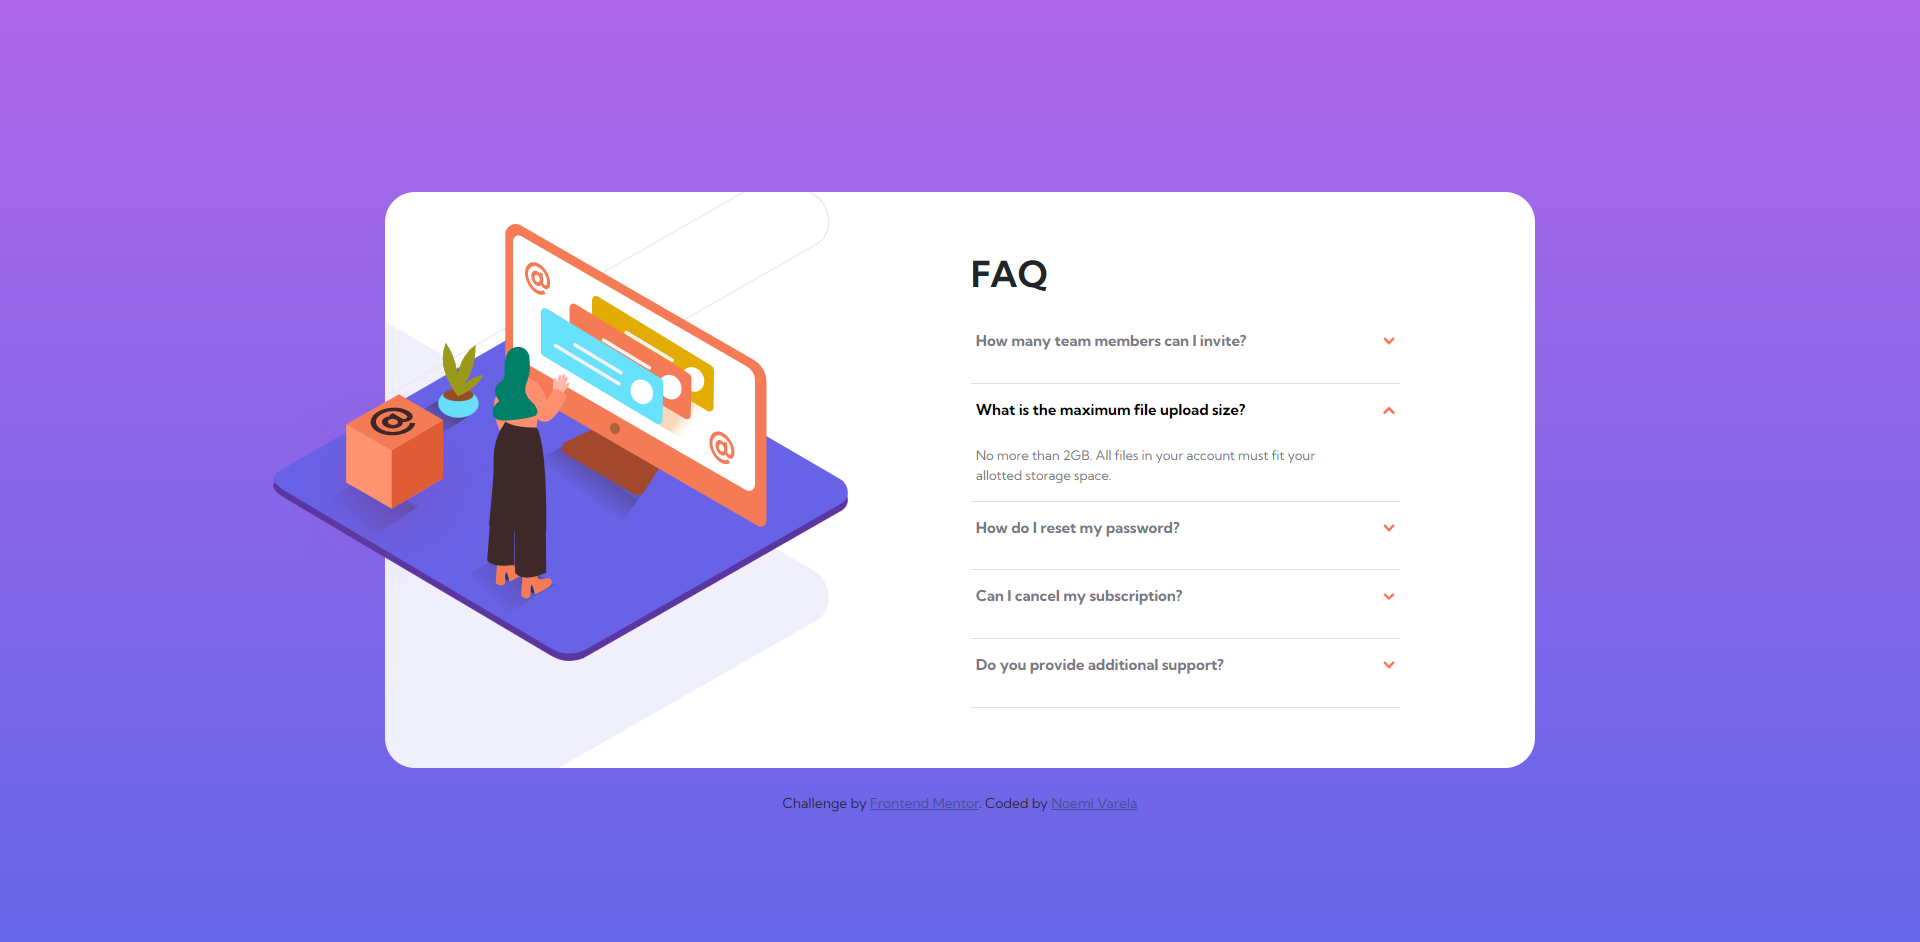 FAQ
How many team members can I invite?
What is the maximum file upload size?
No more than 2GB. All files in your account must fit your
allotted storage space.
How do I reset my password?
Can I cancel my subscription?
Do you provide additional support?
Challenge by Frontend Mentor. Coded by Noemí Varela
@
@
@